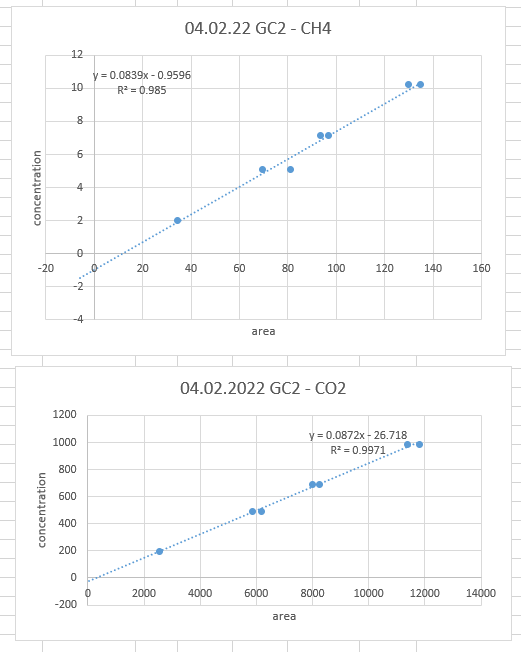 04.02.22 GC2 - CH4
12
y = 0.0839x - 0.9596
R² = 0.985
10
8
6
4
2
0
-2
-4
concentration
-20 0 20 40 60 80 100 120 140 160
area
04.02.2022 GC2 - CO2
1200
y = 0.0872x - 26.718
R² = 0.9971
1000
800
600
400
200
0
-200
concentration
0 2000 4000 6000 8000 10000 12000 14000
area